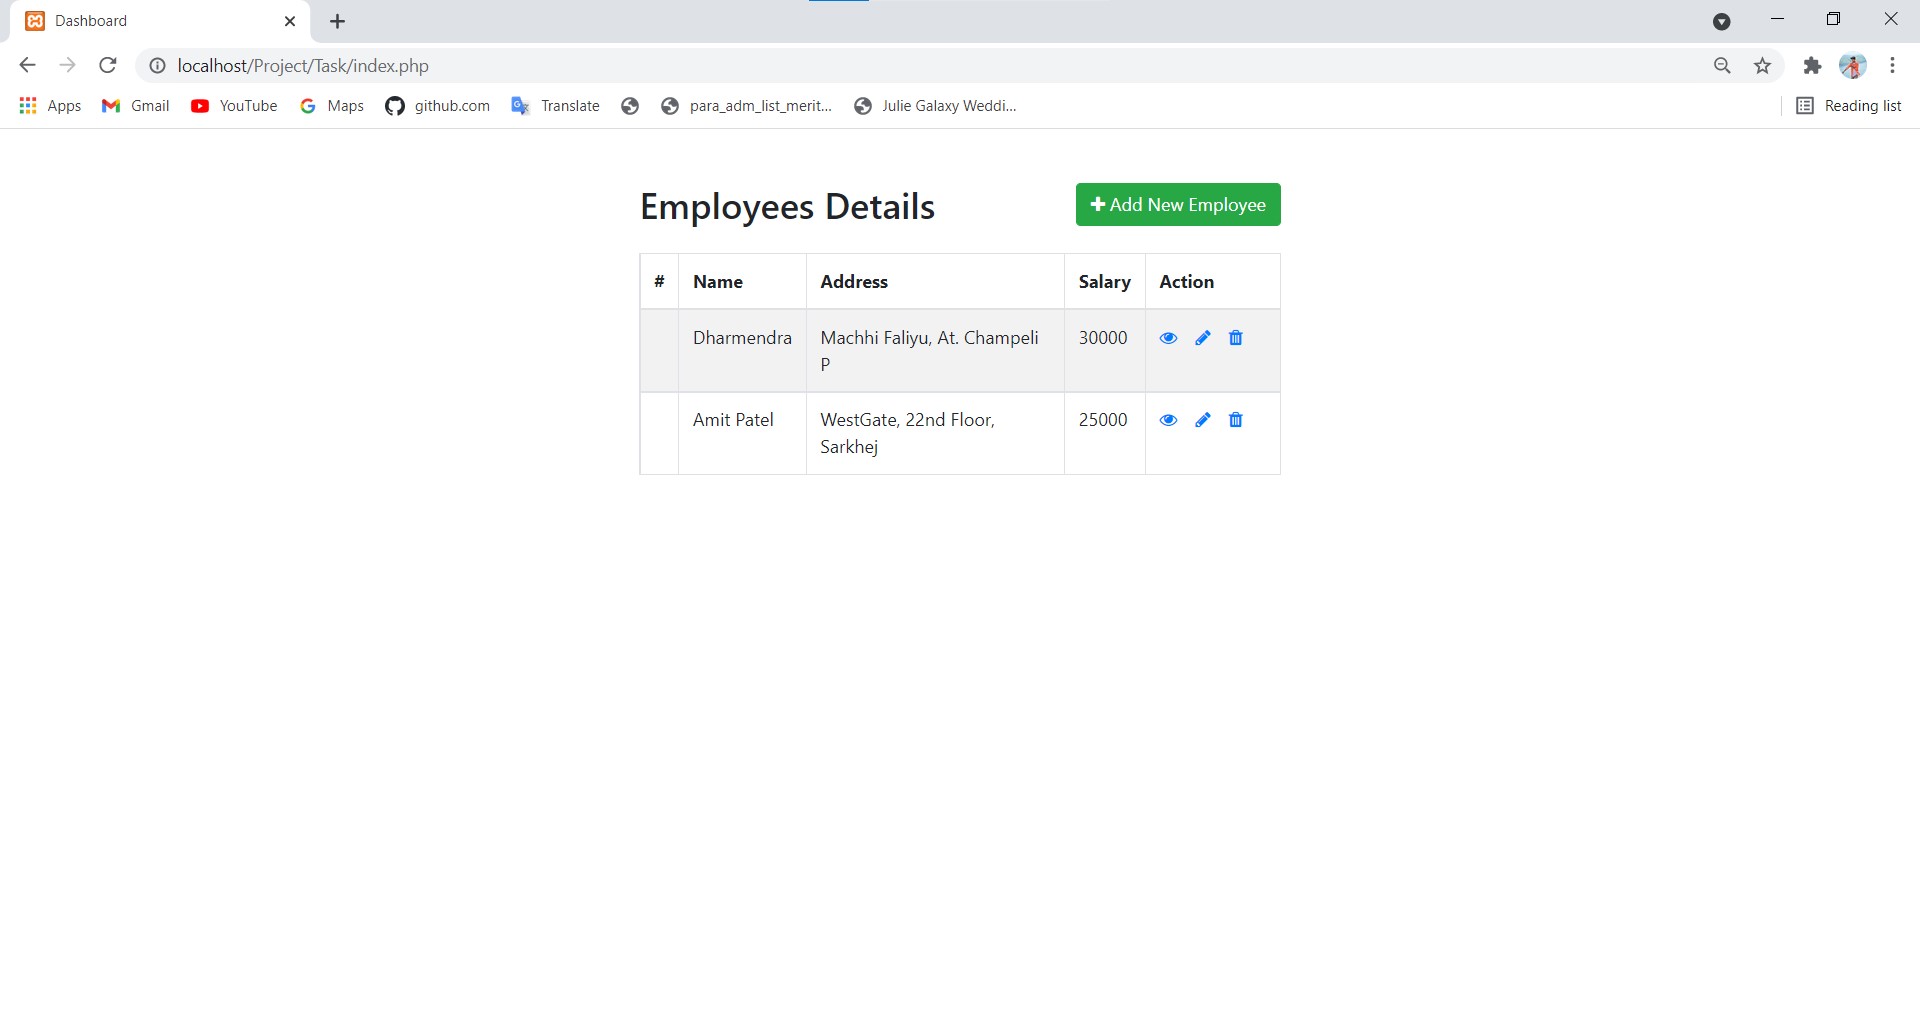 Dashboard
localhost/Project/Task/index.php
Apps Gmail YouTube Maps github.com Translate para_adm_list_merit... Julie Galaxy Weddi... Reading list
Employees Details
Add New Employee
# Name Address Salary Action
Dharmendra Machhi Faliyu, At. Champeli 30000
P
Amit Patel WestGate, 22nd Floor, 25000
Sarkhej